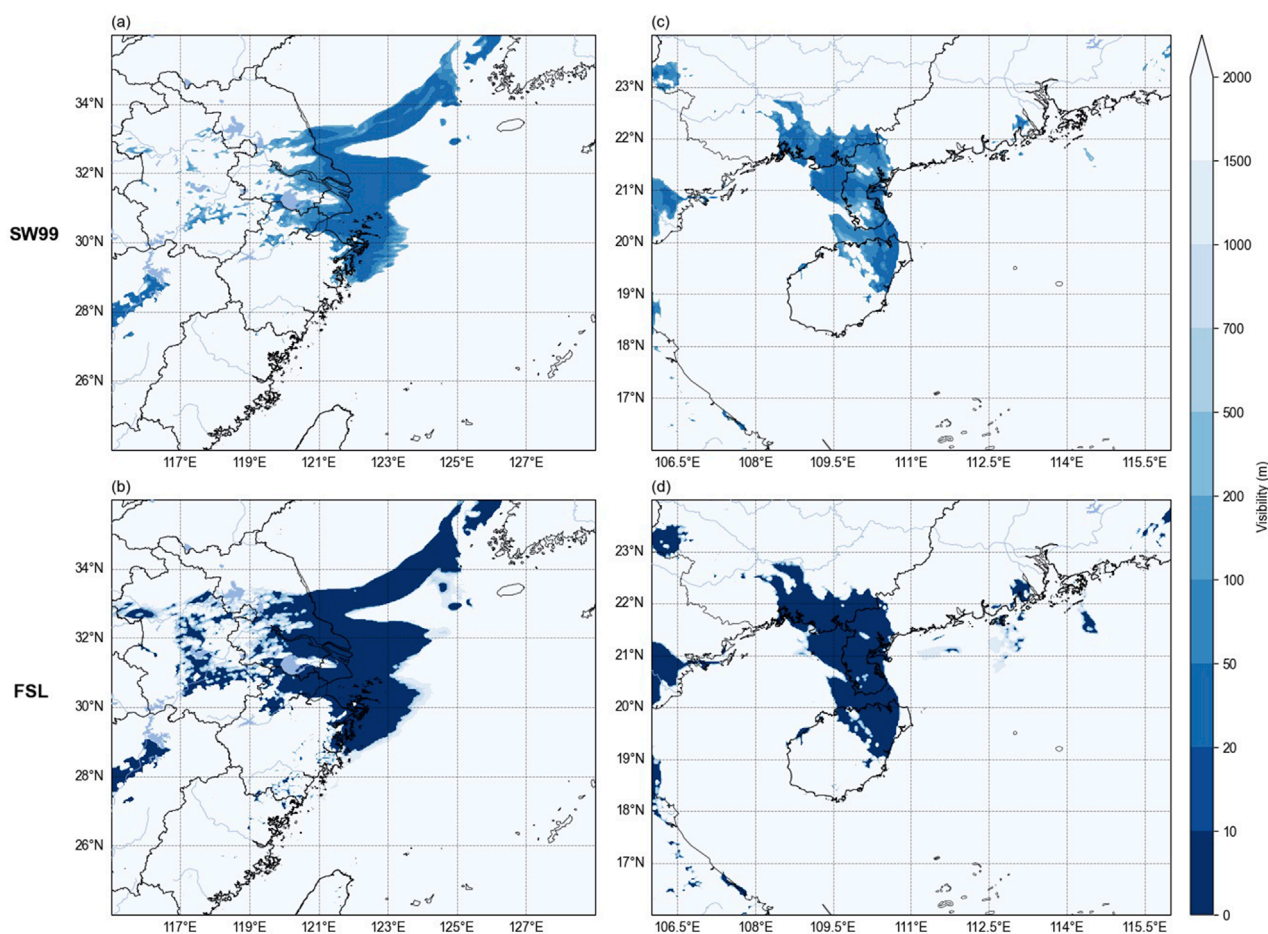 (a)
(c)
34°N
32°N
30°N
28°N
26°N
117°E 119°E 121°E 123°E 125°E 127°E
23°N
22°N
21°N
20°N
19°N
18°N
17°N
106.5°E 108°E 109.5°E 111°E 112.5°E 114°E 115.5°E
SW99
(b)
(d)
34°N
32°N
30°N
28°N
26°N
117°E 119°E 121°E 123°E 125°E 127°E
23°N
22°N
21°N
20°N
19°N
18°N
17°N
106.5°E 108°E 109.5°E 111°E 112.5°E 114°E 115.5°E
FSL
2000
1500
1000
700
500
200
100
50
20
10
0
Visibility (m)